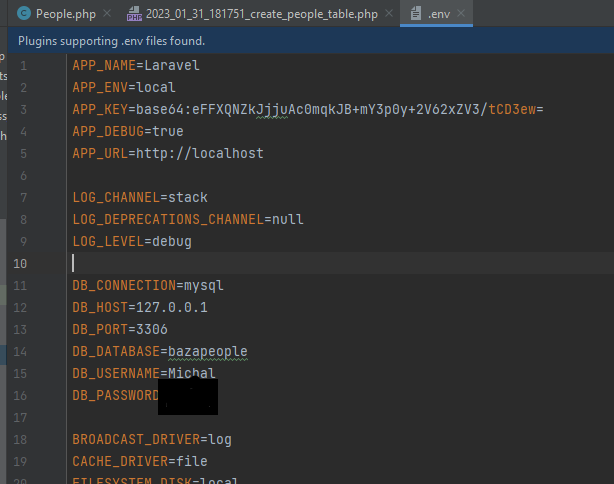 People.php
2023_01_31_181751_create_people_table.php
.env
Plugins supporting .env files found.
1 APP_NAME=Laravel
2 APP_ENV=local
3 APP_KEY=base64:eFFXQNZkJjjuAc0mqkJB+mY3p0y+2V62xZV3/tCD3ew=
4 APP_DEBUG=true
5 APP_URL=http://localhost
6
7 LOG_CHANNEL=stack
8 LOG_DEPRECATIONS_CHANNEL=null
9 LOG_LEVEL=debug
10
11 DB_CONNECTION=mysql
12 DB_HOST=127.0.0.1
13 DB_PORT=3306
14 DB_DATABASE=bazapeople
15 DB_USERNAME=Michal
16 DB_PASSWORD
17
18 BROADCAST_DRIVER=log
19 CACHE_DRIVER=file
20 FILESYSTEM_DISK=local